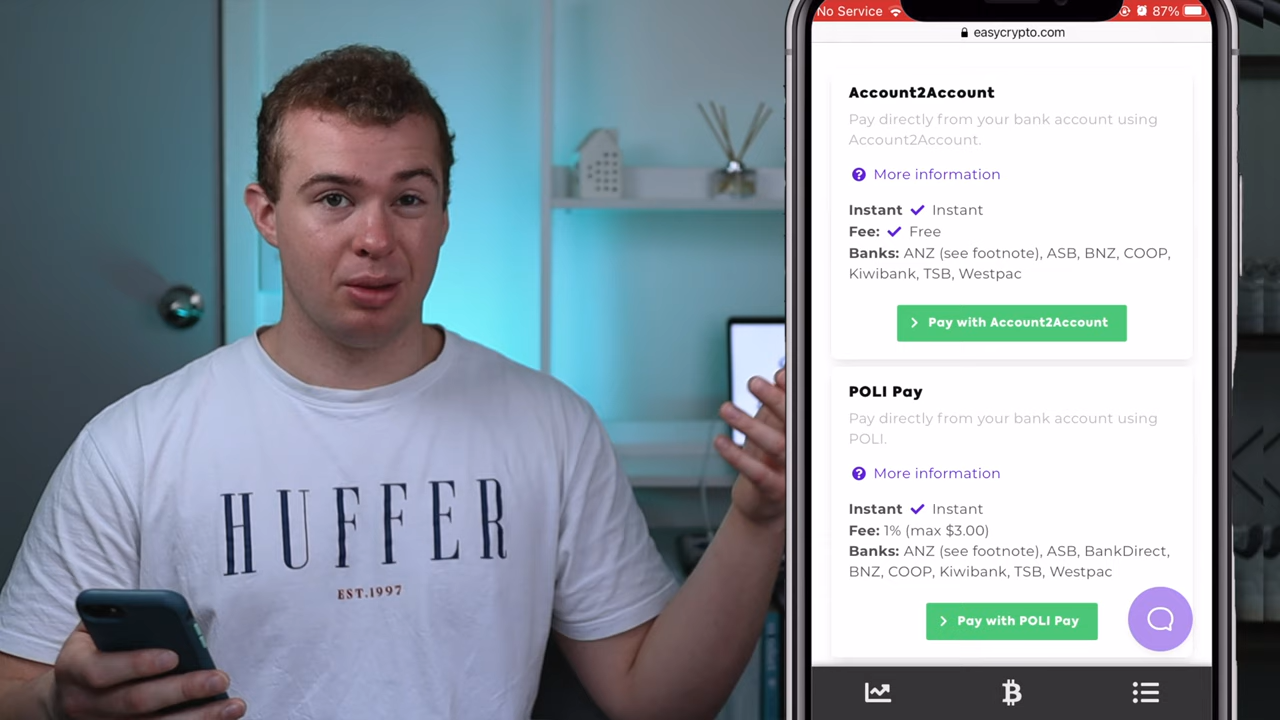 HUFFER
EST.1997
No Service
87%
easycrypto.com
Account2Account
Pay directly from your bank account using
Account2Account.
More information
Instant Instant
Fee: Free
Banks: ANZ (see footnote), ASB, BNZ, COOP,
Kiwibank, TSB, Westpac
Pay with Account2Account
POLI Pay
Pay directly from your bank account using
POLI.
More information
Instant Instant
Fee: 1% (max $3.00)
Banks: ANZ (see footnote), ASB, BankDirect,
BNZ, COOP, Kiwibank, TSB, Westpac
Pay with POLI Pay